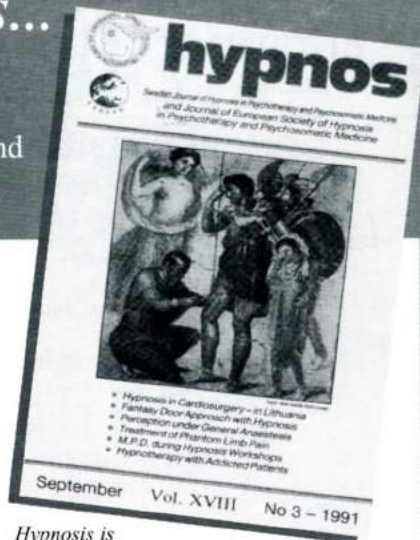 s...
nd
hypnos
Swedish Journal of Hypnosis in Psychotherapy and Psychosomatic Medicine
and Journal of European Society of Hypnosis
in Psychotherapy and Psychosomatic Medicine
• Hypnosis in Cardiosurgery – in Lithuania
• Fantasy Door Approach with Hypnosis
• Perception under General Anaestesis
• Treatment of Phantom Limb Pain
• M.P.D. during Hypnosis Workshops
• Hypnotherapy with Addicted Patients
September Vol. XVIII No 3 – 1991
Hypnosis is